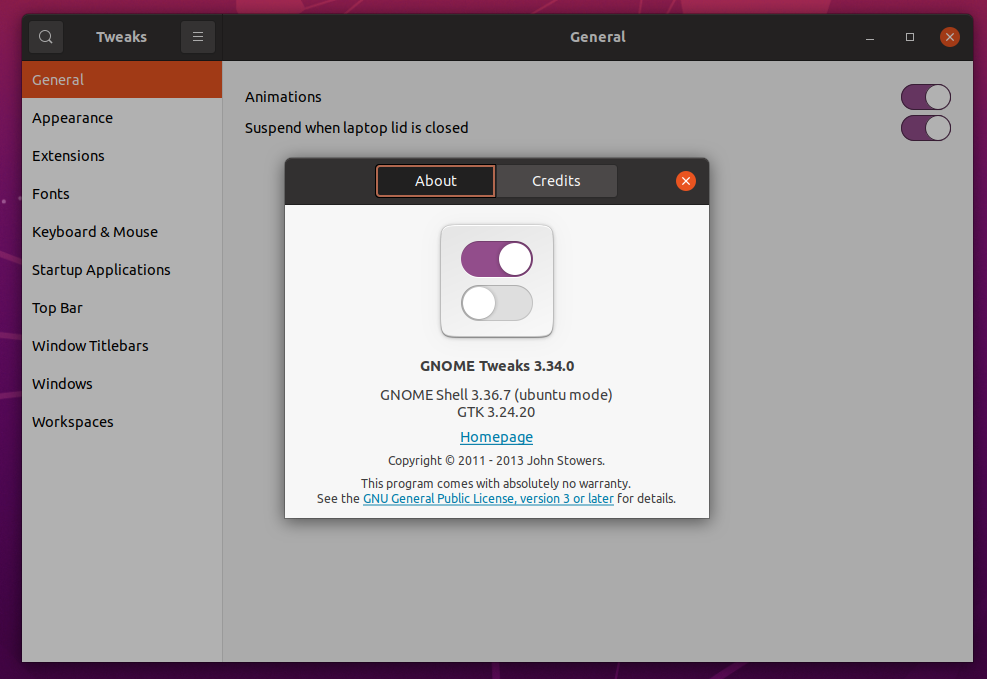 Tweaks
General
General
Appearance
Extensions
Fonts
Keyboard & Mouse
Startup Applications
Top Bar
Window Titlebars
Windows
Workspaces
Animations
Suspend when laptop lid is closed
About
Credits
GNOME Tweaks 3.34.0
GNOME Shell 3.36.7 (ubuntu mode)
GTK 3.24.20
Homepage
Copyright © 2011 - 2013 John Stowers.
This program comes with absolutely no warranty.
See the GNU General Public License, version 3 or later for details.